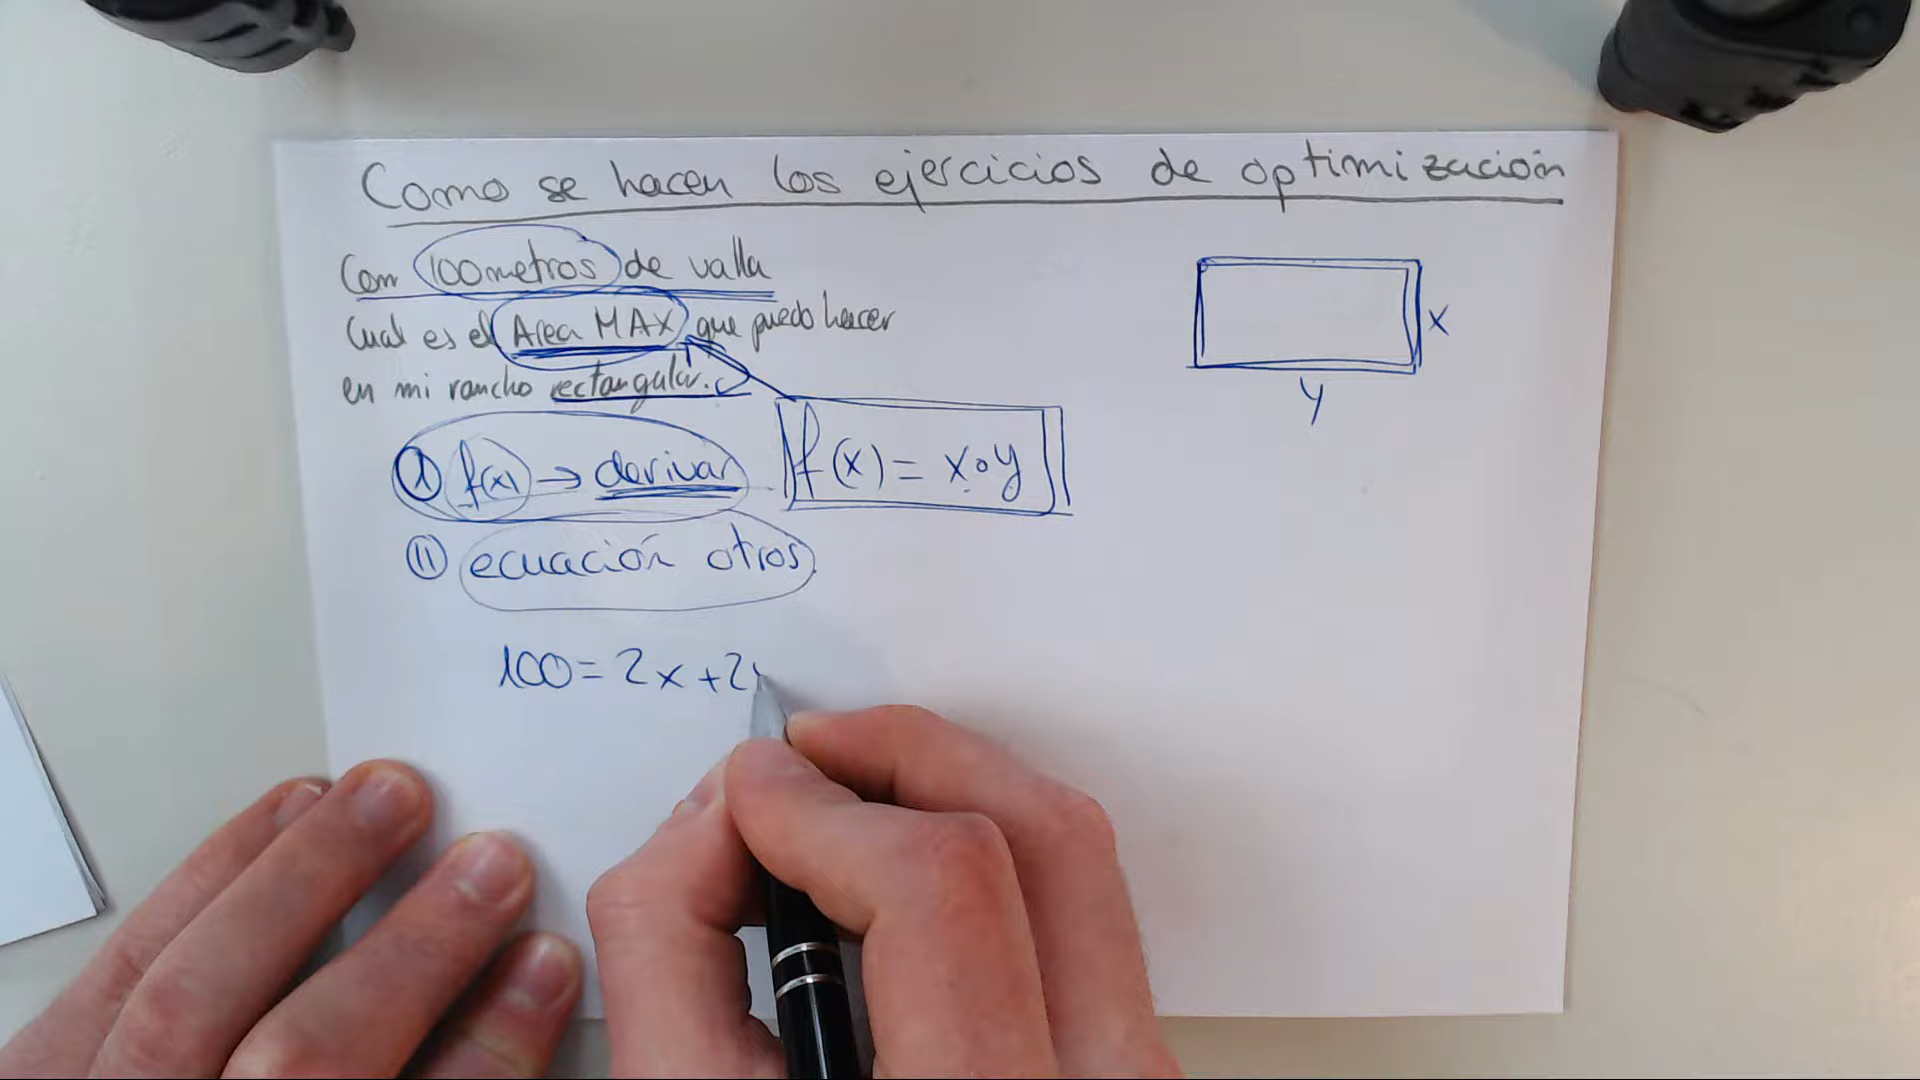 Como se hacen los ejercicios de optimización
Con 100metros de valla
Cual es el Area MAX que puedo hacer
en mi rancho rectangular.
x
y
I f(x) → derivar
f(x) = x·y
II ecuación otros
100 = 2x + 2y